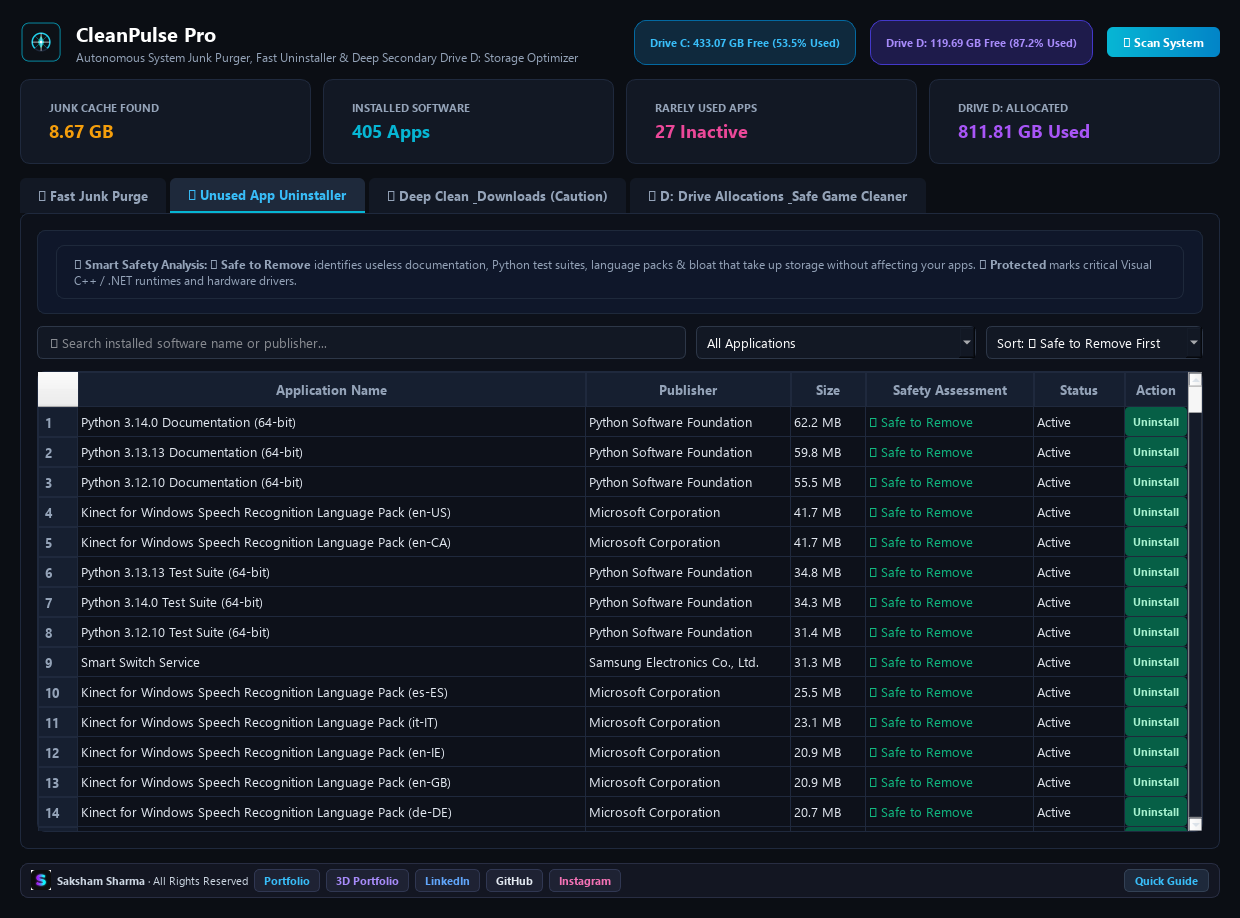 CleanPulse Pro
Autonomous System Junk Purger, Fast Uninstaller & Deep Secondary Drive D: Storage Optimizer
Drive C: 433.07 GB Free (53.5% Used)
Drive D: 119.69 GB Free (87.2% Used)
Scan System
JUNK CACHE FOUND
8.67 GB
INSTALLED SOFTWARE
405 Apps
RARELY USED APPS
27 Inactive
DRIVE D: ALLOCATED
811.81 GB Used
Fast Junk Purge
Unused App Uninstaller
Deep Clean _Downloads (Caution)
D: Drive Allocations _Safe Game Cleaner
Smart Safety Analysis: Safe to Remove identifies useless documentation, Python test suites, language packs & bloat that take up storage without affecting your apps. Protected marks critical Visual
C++ / .NET runtimes and hardware drivers.
Search installed software name or publisher...
All Applications
Sort: Safe to Remove First
Application Name Publisher Size Safety Assessment Status Action
1 Python 3.14.0 Documentation (64-bit) Python Software Foundation 62.2 MB Safe to Remove Active Uninstall
2 Python 3.13.13 Documentation (64-bit) Python Software Foundation 59.8 MB Safe to Remove Active Uninstall
3 Python 3.12.10 Documentation (64-bit) Python Software Foundation 55.5 MB Safe to Remove Active Uninstall
4 Kinect for Windows Speech Recognition Language Pack (en-US) Microsoft Corporation 41.7 MB Safe to Remove Active Uninstall
5 Kinect for Windows Speech Recognition Language Pack (en-CA) Microsoft Corporation 41.7 MB Safe to Remove Active Uninstall
6 Python 3.13.13 Test Suite (64-bit) Python Software Foundation 34.8 MB Safe to Remove Active Uninstall
7 Python 3.14.0 Test Suite (64-bit) Python Software Foundation 34.3 MB Safe to Remove Active Uninstall
8 Python 3.12.10 Test Suite (64-bit) Python Software Foundation 31.4 MB Safe to Remove Active Uninstall
9 Smart Switch Service Samsung Electronics Co., Ltd. 31.3 MB Safe to Remove Active Uninstall
10 Kinect for Windows Speech Recognition Language Pack (es-ES) Microsoft Corporation 25.5 MB Safe to Remove Active Uninstall
11 Kinect for Windows Speech Recognition Language Pack (it-IT) Microsoft Corporation 23.1 MB Safe to Remove Active Uninstall
12 Kinect for Windows Speech Recognition Language Pack (en-IE) Microsoft Corporation 20.9 MB Safe to Remove Active Uninstall
13 Kinect for Windows Speech Recognition Language Pack (en-GB) Microsoft Corporation 20.9 MB Safe to Remove Active Uninstall
14 Kinect for Windows Speech Recognition Language Pack (de-DE) Microsoft Corporation 20.7 MB Safe to Remove Active Uninstall
S Saksham Sharma · All Rights Reserved Portfolio 3D Portfolio LinkedIn GitHub Instagram Quick Guide